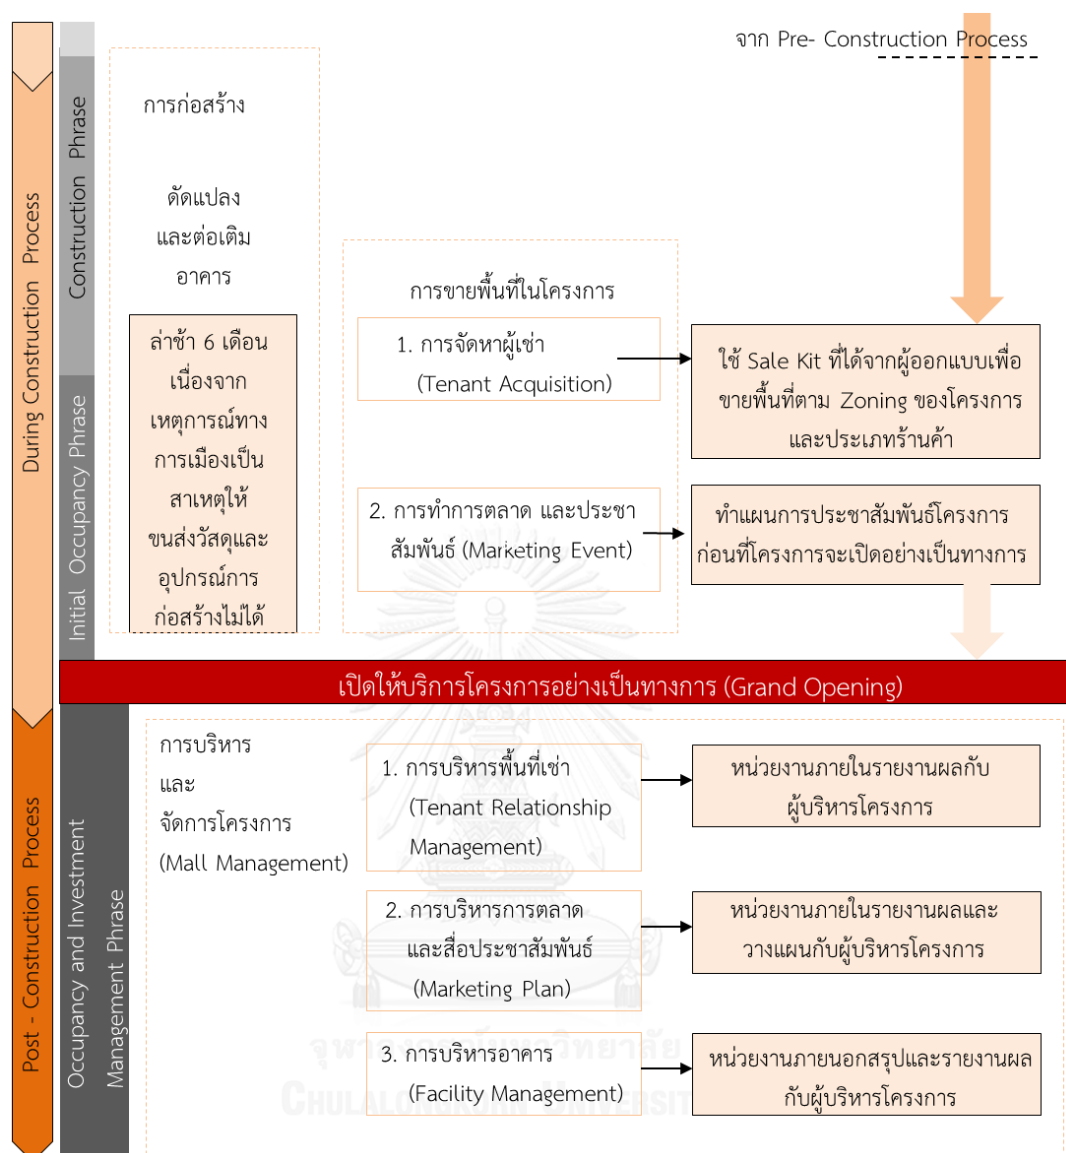 จาก Pre- Construction Process
During Construction Process
Construction Phrase
Initial Occupancy Phrase
การก่อสร้าง
ดัดแปลง
และต่อเติม
อาคาร
ล่าช้า 6 เดือน
เนื่องจาก
เหตุการณ์ทาง
การเมืองเป็น
สาเหตุให้
ขนส่งวัสดุและ
อุปกรณ์การ
ก่อสร้างไม่ได้
การขายพื้นที่ในโครงการ
1. การจัดหาผู้เช่า
(Tenant Acquisition)
ใช้ Sale Kit ที่ได้จากผู้ออกแบบเพื่อ
ขายพื้นที่ตาม Zoning ของโครงการ
และประเภทร้านค้า
2. การทำการตลาด และประชา
สัมพันธ์ (Marketing Event)
ทำแผนการประชาสัมพันธ์โครงการ
ก่อนที่โครงการจะเปิดอย่างเป็นทางการ
เปิดให้บริการโครงการอย่างเป็นทางการ (Grand Opening)
Post - Construction Process
Occupancy and Investment
Management Phrase
การบริหาร
และ
จัดการโครงการ
(Mall Management)
1. การบริหารพื้นที่เช่า
(Tenant Relationship
Management)
หน่วยงานภายในรายงานผลกับ
ผู้บริหารโครงการ
2. การบริหารการตลาด
และสื่อประชาสัมพันธ์
(Marketing Plan)
หน่วยงานภายในรายงานผลและ
วางแผนกับผู้บริหารโครงการ
3. การบริหารอาคาร
(Facility Management)
หน่วยงานภายนอกสรุปและรายงานผล
กับผู้บริหารโครงการ
จุฬาลงกรณ์มหาวิทยาลัย
CHULALONGKORN UNIVERSITY